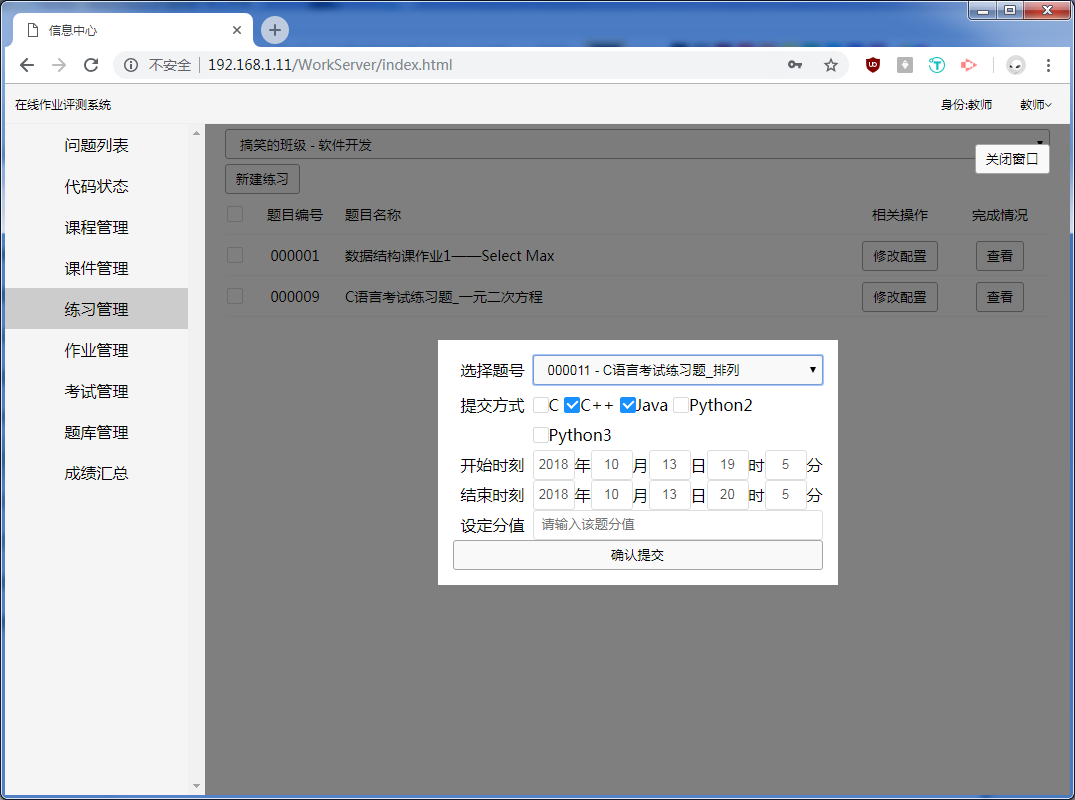 信息中心
不安全 192.168.1.11/WorkServer/index.html
在线作业评测系统 身份:教师 教师
问题列表
代码状态
课程管理
课件管理
练习管理
作业管理
考试管理
题库管理
成绩汇总
搞笑的班级 - 软件开发
关闭窗口
新建练习
题目编号 题目名称 相关操作 完成情况
000001 数据结构课作业1——Select Max 修改配置 查看
000009 C语言考试练习题_一元二次方程 修改配置 查看
选择题号 000011 - C语言考试练习题_排列
提交方式 C C++ Java Python2
Python3
开始时刻 2018 年 10 月 13 日 19 时 5 分
结束时刻 2018 年 10 月 13 日 20 时 5 分
设定分值 请输入该题分值
确认提交